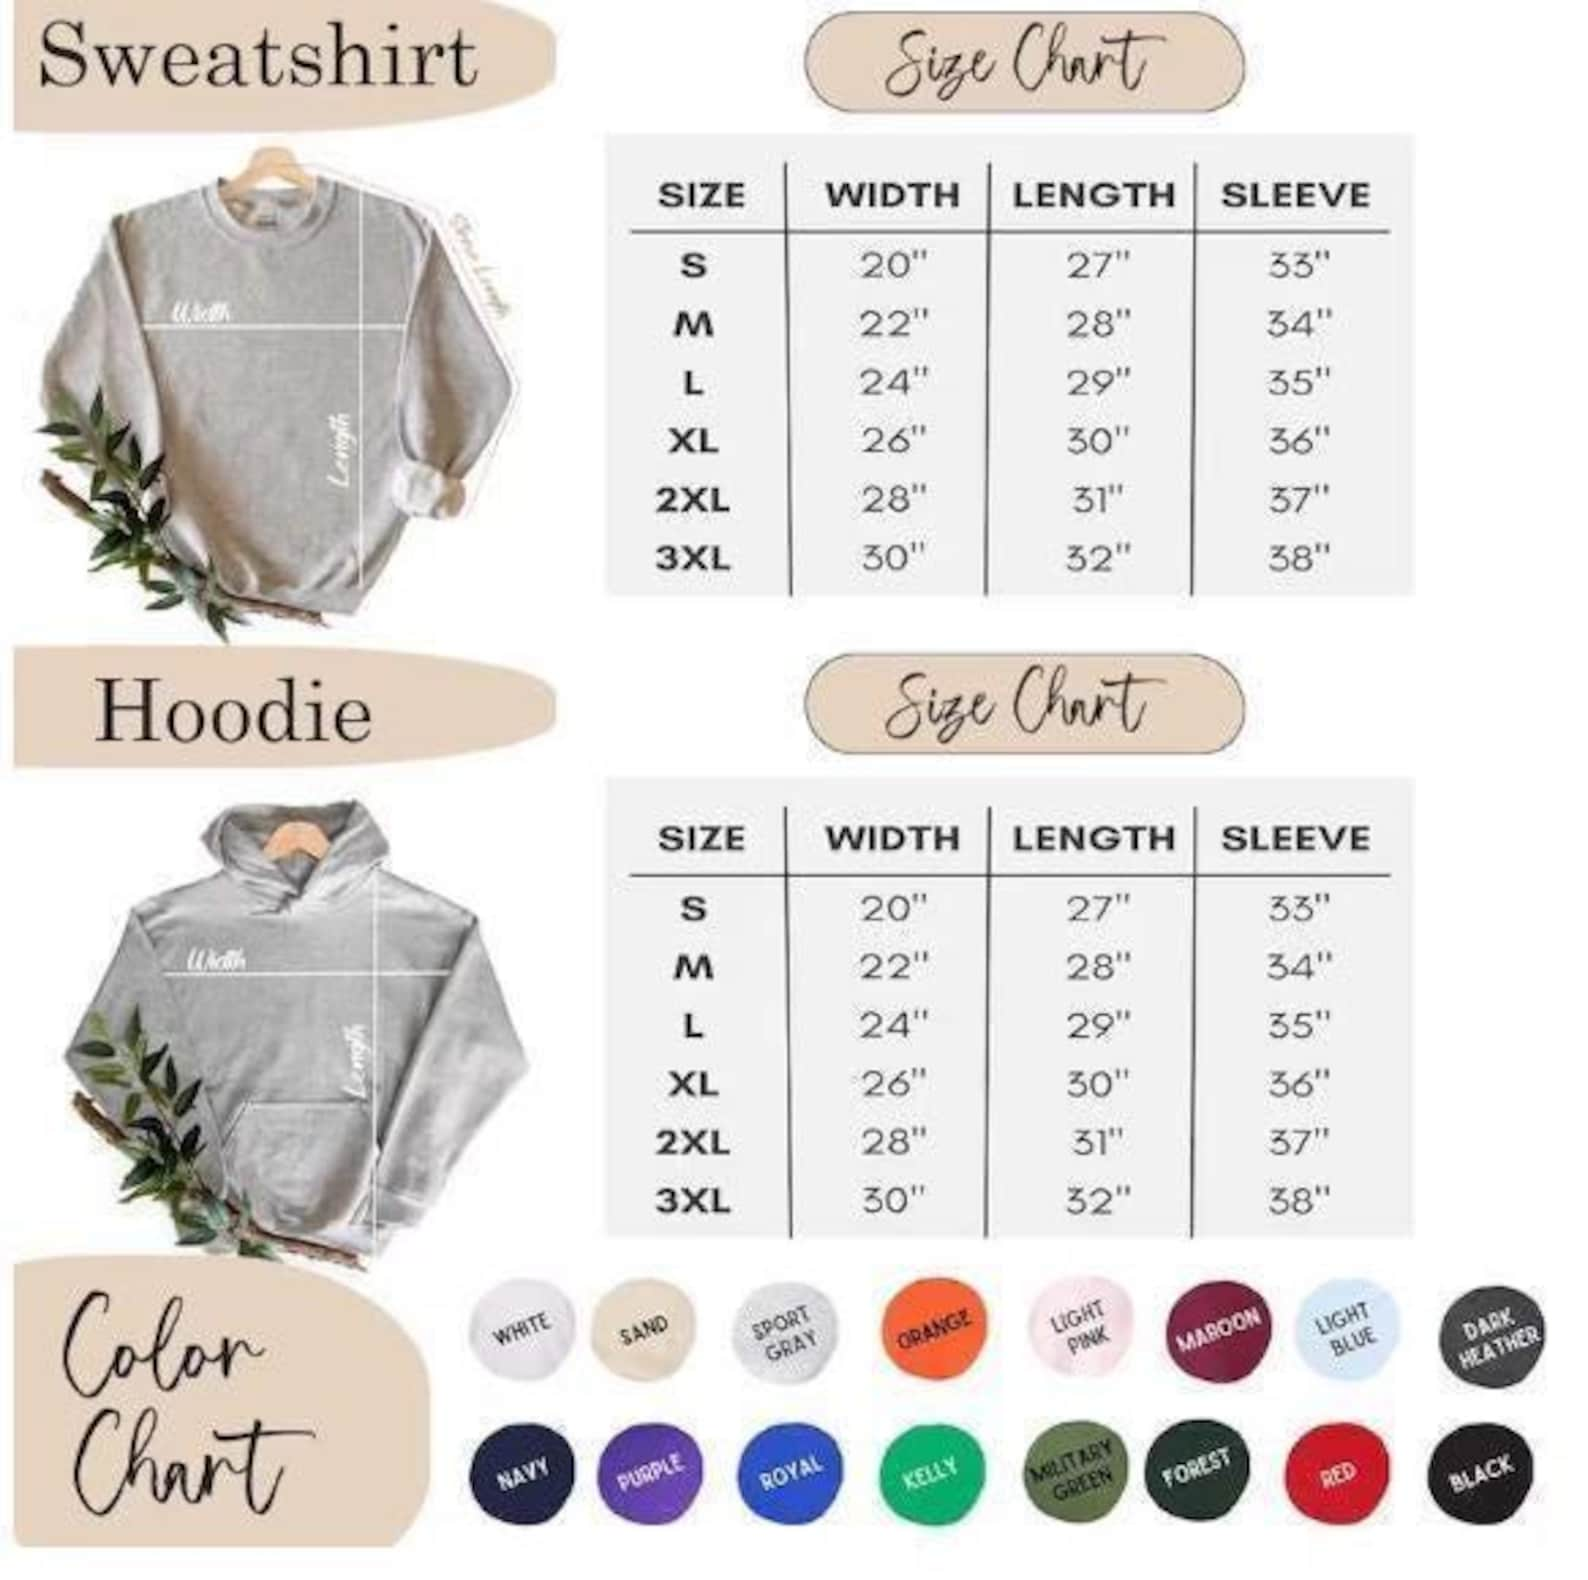 Sweatshirt
Size Chart
SIZE WIDTH LENGTH SLEEVE
S 20" 27" 33"
M 22" 28" 34"
L 24" 29" 35"
XL 26" 30" 36"
2XL 28" 31" 37"
3XL 30" 32" 38"
Width
Length
Length
Hoodie
Size Chart
SIZE WIDTH LENGTH SLEEVE
S 20" 27" 33"
M 22" 28" 34"
L 24" 29" 35"
XL 26" 30" 36"
2XL 28" 31" 37"
3XL 30" 32" 38"
Width
Length
Color
Chart
WHITE
SAND
SPORT
GRAY
ORANGE
LIGHT
PINK
MAROON
LIGHT
BLUE
DARK
HEATHER
NAVY
PURPLE
ROYAL
KELLY
MILITARY
GREEN
FOREST
RED
BLACK